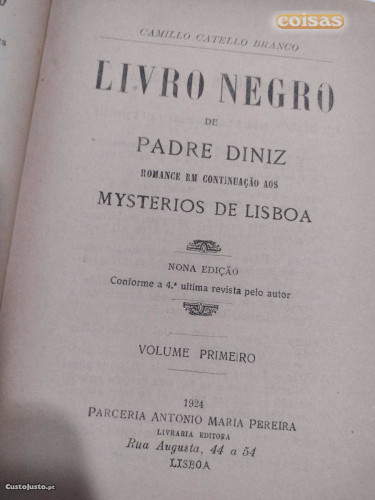 coisas
CAMILLO CATELLO BRANCO
LIVRO NEGRO
DE
PADRE DINIZ
ROMANCE EM CONTINUAÇÃO AOS
MYSTERIOS DE LISBOA
NONA EDIÇÃO
Conforme a 4.ª ultima revista pelo autor
VOLUME PRIMEIRO
1924
PARCERIA ANTONIO MARIA PEREIRA
LIVRARIA EDITORA
Rua Augusta, 44 a 54
LISBOA
CustoJusto.pt